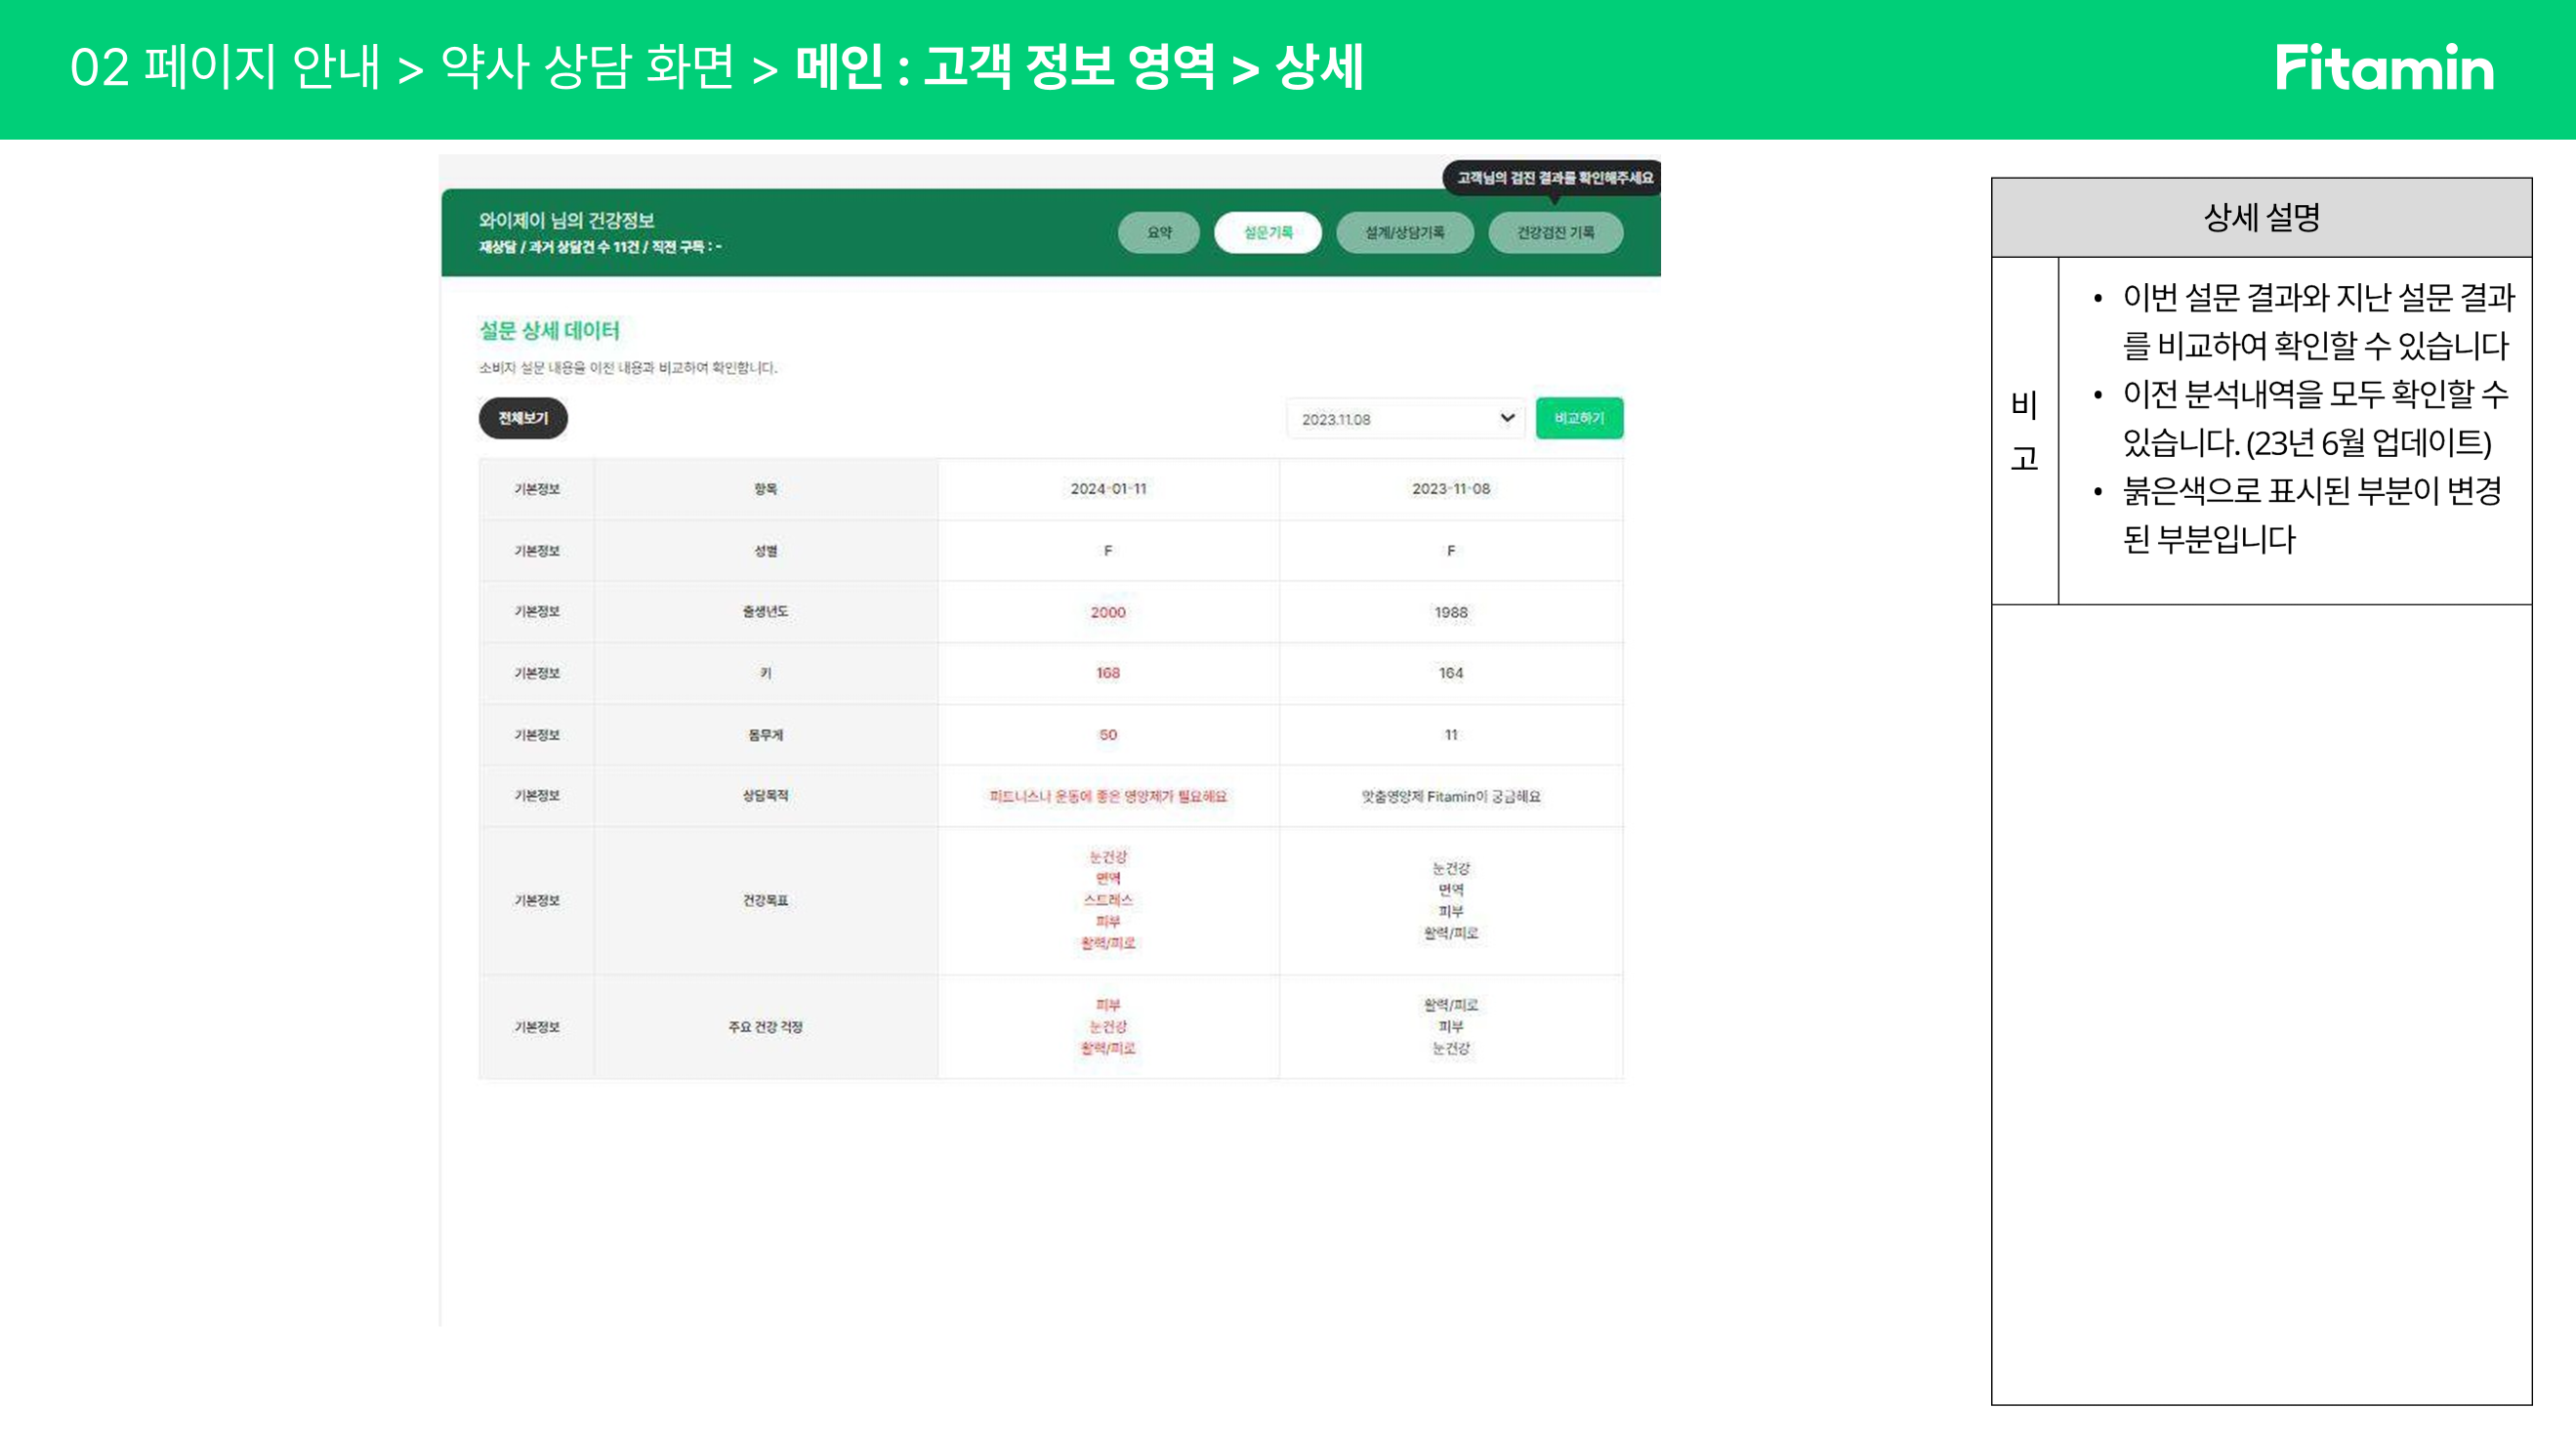 02 페이지 안내 > 약사 상담 화면 > 메인 : 고객 정보 영역 > 상세
Fitamin
고객님의 검진 결과를 확인해주세요
와이제이 님의 건강정보
재상담 / 과거 상담건 수 11건 / 직전 구독 : -
요약
설문기록
설계/상담기록
건강검진 기록
설문 상세 데이터
소비자 설문 내용을 이전 내용과 비교하여 확인합니다.
전체보기
2023.11.08
비교하기
기본정보 항목 2024-01-11 2023-11-08
기본정보 성별 F F
기본정보 출생년도 2000 1988
기본정보 키 168 164
기본정보 몸무게 50 11
기본정보 상담목적 피트니스나 운동에 좋은 영양제가 필요해요 맞춤영양제 Fitamin이 궁금해요
기본정보 건강목표
눈건강
면역
스트레스
피부
활력/피로
눈건강
면역
피부
활력/피로
기본정보 주요 건강 걱정
피부
눈건강
활력/피로
활력/피로
피부
눈건강
상세 설명
비
고
• 이번 설문 결과와 지난 설문 결과
를 비교하여 확인할 수 있습니다
• 이전 분석내역을 모두 확인할 수
있습니다. (23년 6월 업데이트)
• 붉은색으로 표시된 부분이 변경
된 부분입니다